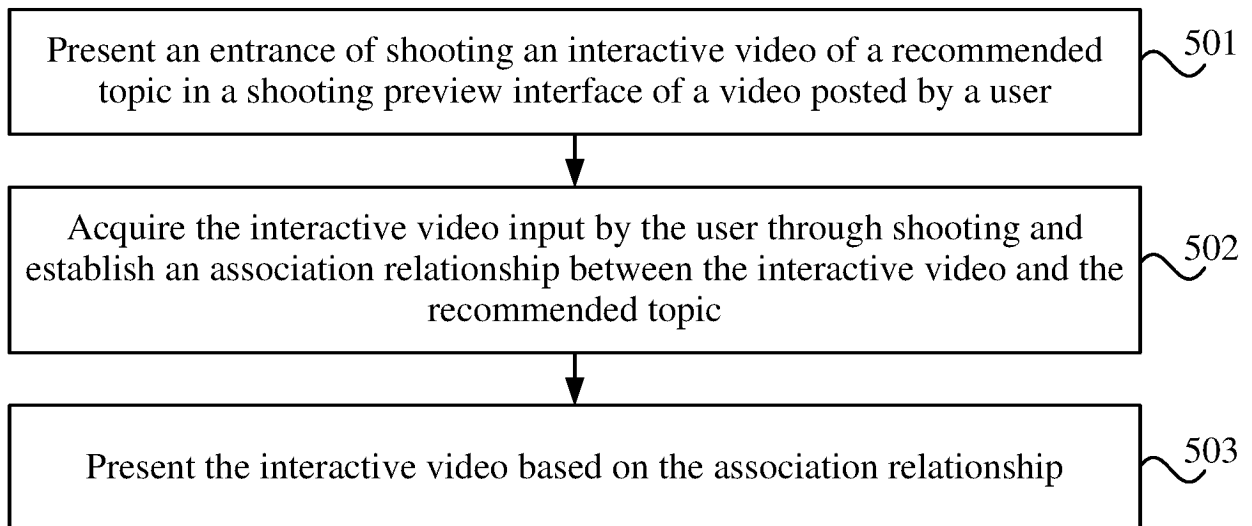 Present an entrance of shooting an interactive video of a recommended
topic in a shooting preview interface of a video posted by a user
501
Acquire the interactive video input by the user through shooting and
establish an association relationship between the interactive video and the
recommended topic
502
Present the interactive video based on the association relationship
503